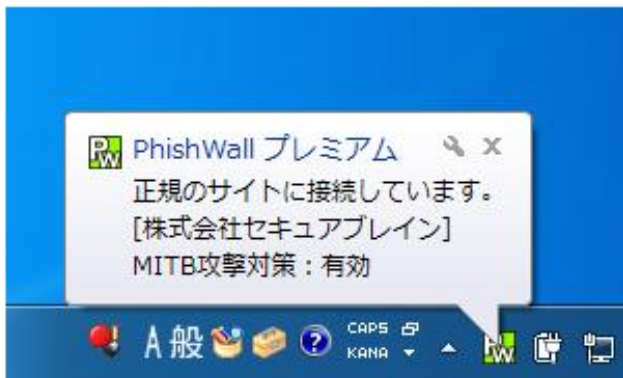 PW PhishWall プレミアム
正規のサイトに接続しています。
[株式会社セキュアブレイン]
MITB攻撃対策：有効
A 般 ? CAPS
KANA
PW